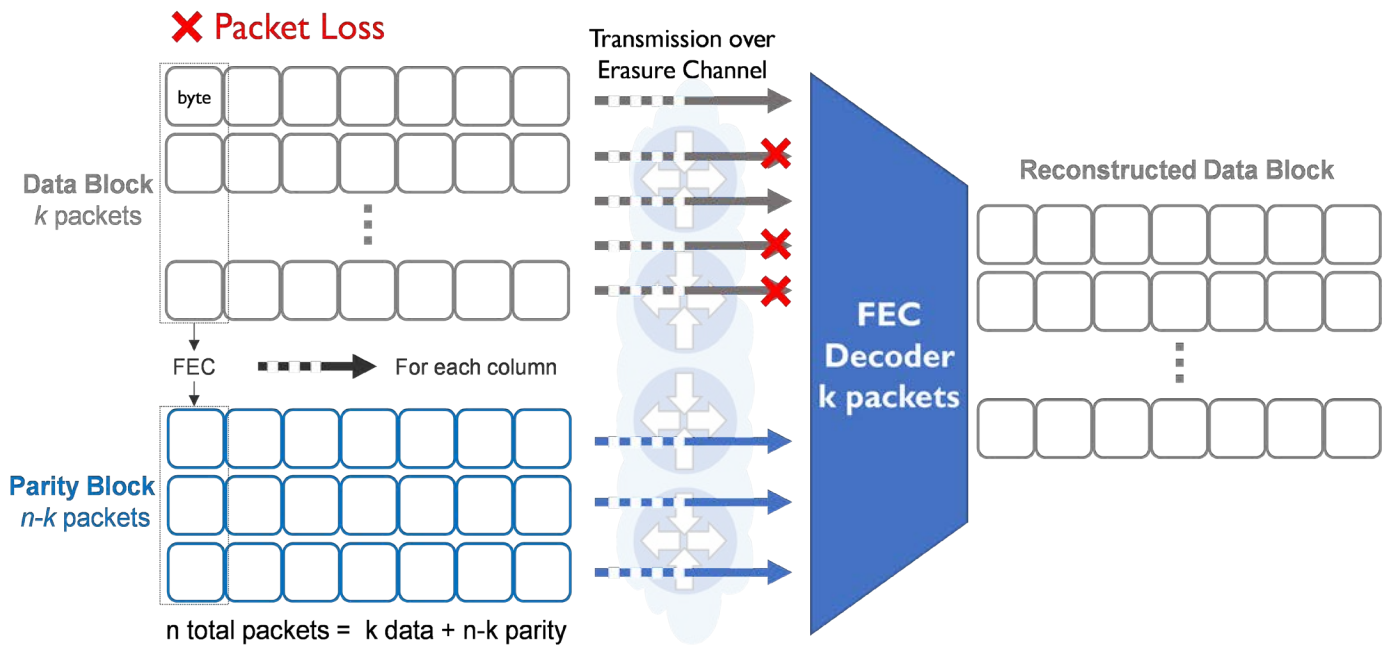 Packet Loss
Transmission over
Erasure Channel
byte
Data Block
k packets
Reconstructed Data Block
FEC
For each column
FEC
Decoder
k packets
Parity Block
n-k packets
n total packets = k data + n-k parity